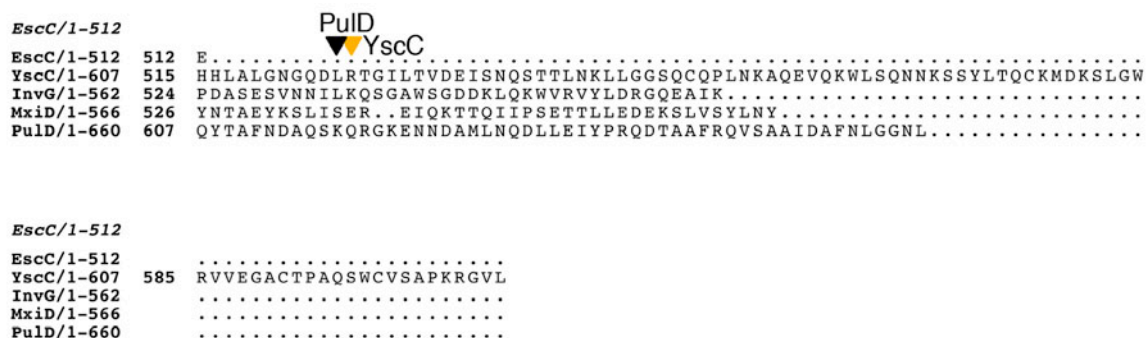 PulD
YscC
EscC/1-512
EscC/1-512 512 E.....................................................................
YscC/1-607 515 HHLALGNGQDLRTGILTVDEISNQSTTLNKLLGGSQCQPLNKAQEVQKWLSQNNKSSYLTQCKMDKSLGW
InvG/1-562 524 PDASESVNNILKQSGAWSGDDKLQKWVRVYLDRGQEAIK...............................
MxiD/1-566 526 YNTAEYKSLISER..EIQKTTQIIPSETTLLEDEKSLVSYLNY...........................
PulD/1-660 607 QYTAFNDAQSKQRGKENNDAMLNQDLLEIYPRQDTAAFRQVSAAIDAFNLGGNL................
EscC/1-512
EscC/1-512 .......................
YscC/1-607 585 RVVEGACTPAQSWCVSAPKRGVL
InvG/1-562 .......................
MxiD/1-566 .......................
PulD/1-660 .......................